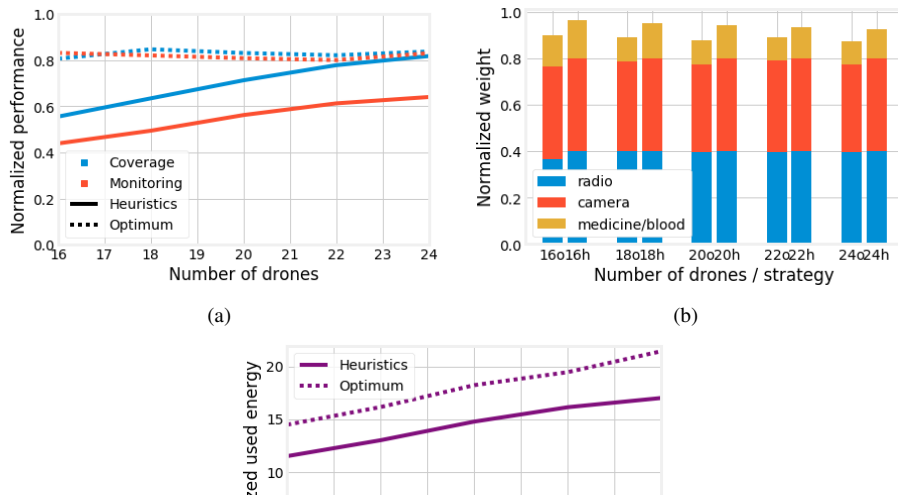 1.0
0.8
0.6
0.4
0.2
0.0
Normalized performance
Coverage
Monitoring
Heuristics
Optimum
16 17 18 19 20 21 22 23 24
Number of drones
(a)
1.0
0.8
0.6
0.4
0.2
0.0
Normalized weight
radio
camera
medicine/blood
16o16h 18o18h 20o20h 22o22h 24o24h
Number of drones / strategy
(b)
20
15
10
used energy
Heuristics
Optimum